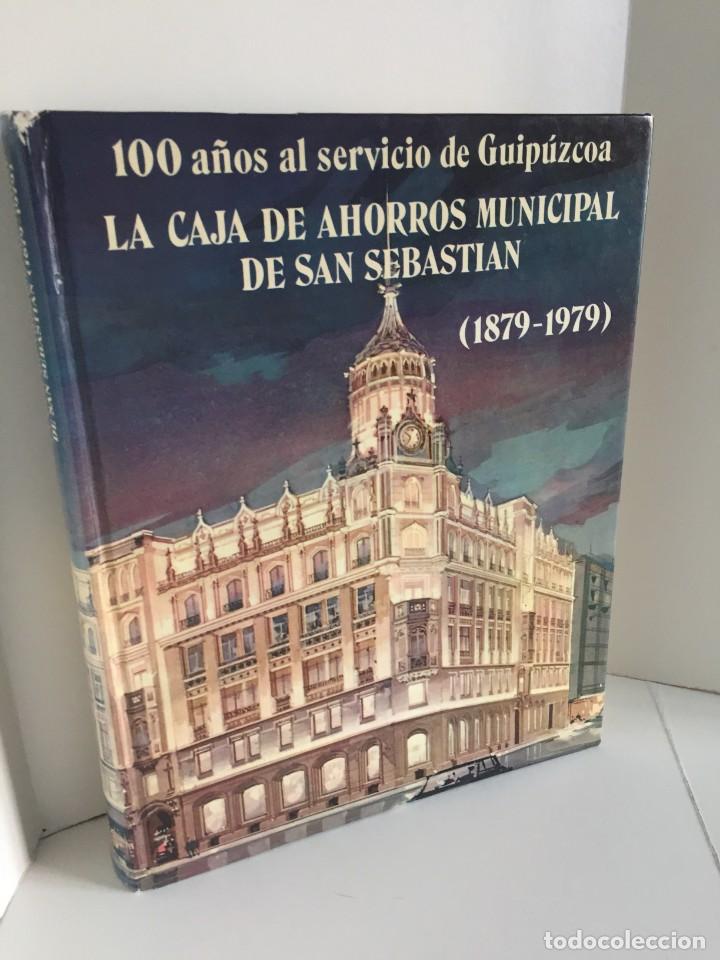 100 años al servicio de Guipúzcoa
LA CAJA DE AHORROS MUNICIPAL
DE SAN SEBASTIAN
(1879-1979)
todocoleccion